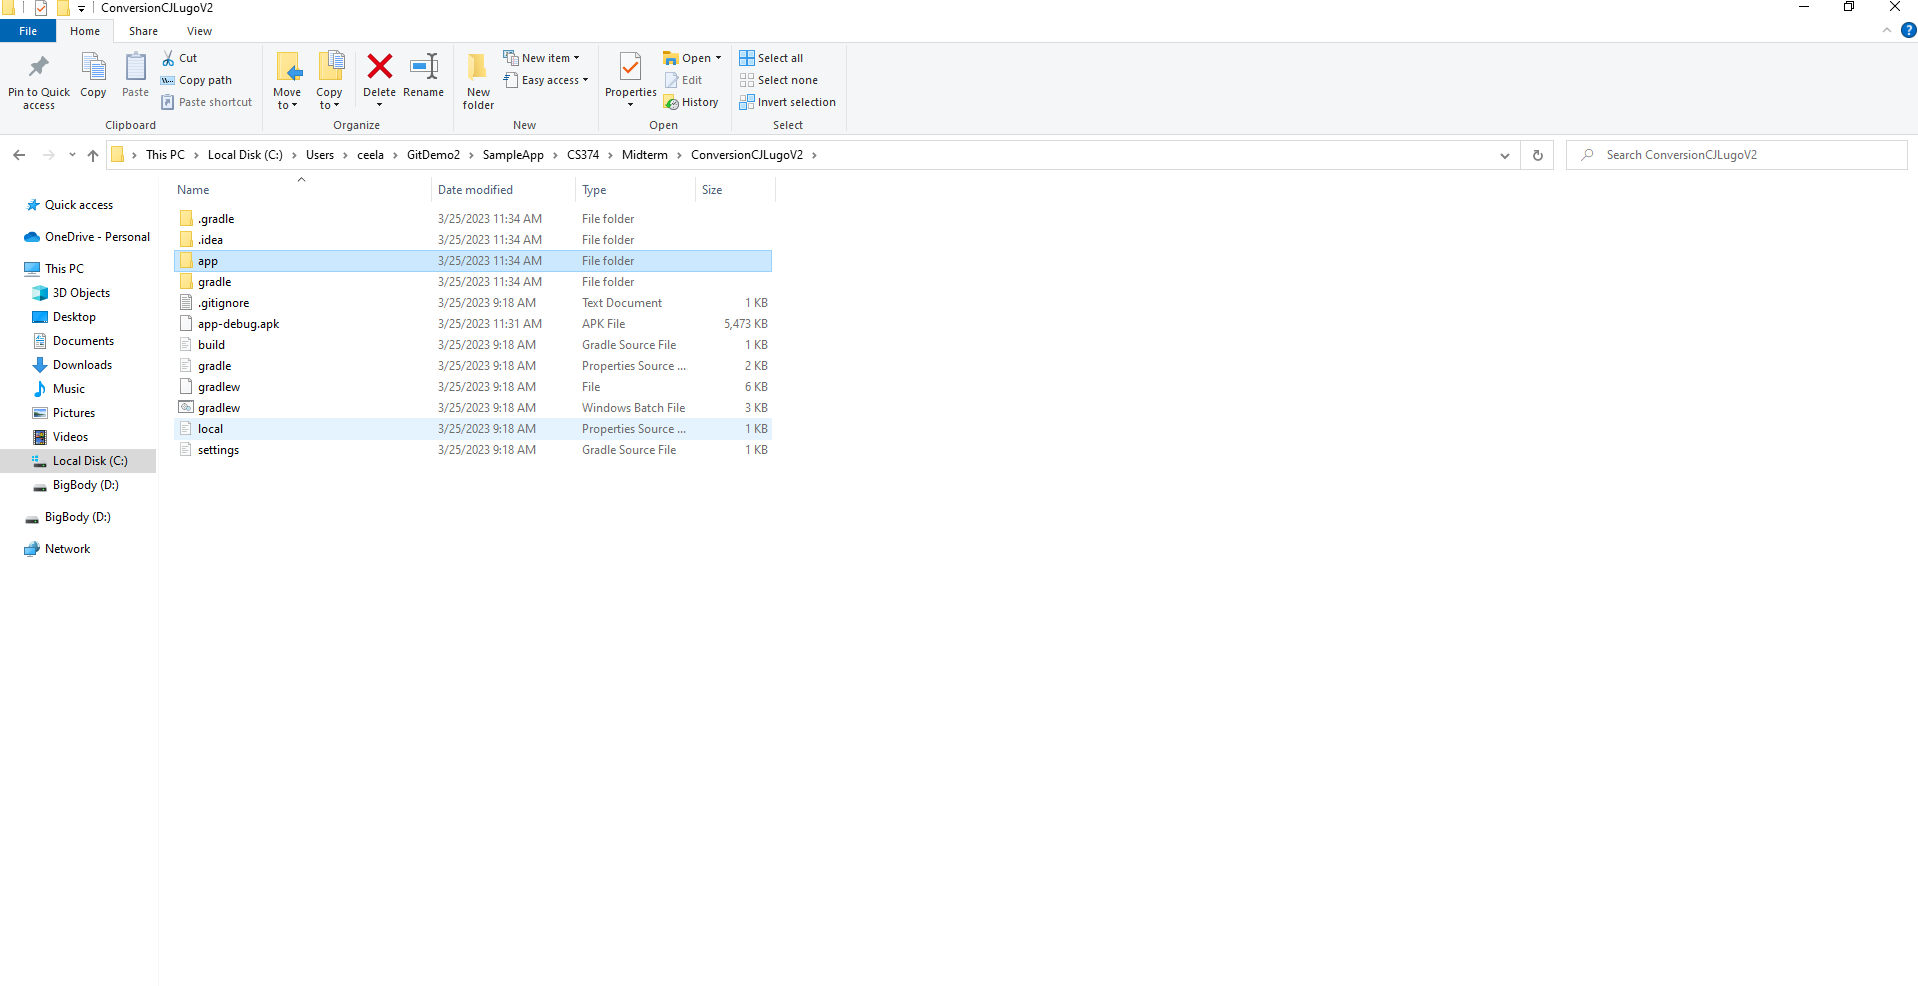 ConversionCJLugoV2
File Home Share View
Pin to Quick access
Copy
Paste
Cut
Copy path
Paste shortcut
Clipboard
Move to
Copy to
Delete
Rename
Organize
New folder
New item
Easy access
New
Properties
Open
Edit
History
Open
Select all
Select none
Invert selection
Select
This PC > Local Disk (C:) > Users > ceela > GitDemo2 > SampleApp > CS374 > Midterm > ConversionCJLugoV2 >
Search ConversionCJLugoV2
Quick access
OneDrive - Personal
This PC
3D Objects
Desktop
Documents
Downloads
Music
Pictures
Videos
Local Disk (C:)
BigBody (D:)
BigBody (D:)
Network
Name Date modified Type Size
.gradle 3/25/2023 11:34 AM File folder
.idea 3/25/2023 11:34 AM File folder
app 3/25/2023 11:34 AM File folder
gradle 3/25/2023 11:34 AM File folder
.gitignore 3/25/2023 9:18 AM Text Document 1 KB
app-debug.apk 3/25/2023 11:31 AM APK File 5,473 KB
build 3/25/2023 9:18 AM Gradle Source File 1 KB
gradle 3/25/2023 9:18 AM Properties Source ... 2 KB
gradlew 3/25/2023 9:18 AM File 6 KB
gradlew 3/25/2023 9:18 AM Windows Batch File 3 KB
local 3/25/2023 9:18 AM Properties Source ... 1 KB
settings 3/25/2023 9:18 AM Gradle Source File 1 KB